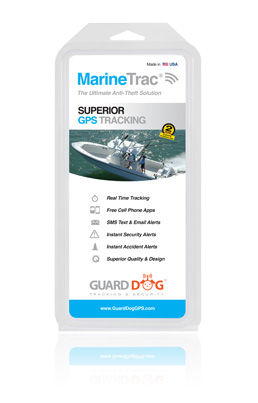 Made in USA
MarineTrac®
The Ultimate Anti-Theft Solution
SUPERIOR
GPS TRACKING
2
Real Time Tracking
Free Cell Phone Apps
SMS Text & Email Alerts
Instant Security Alerts
Instant Accident Alerts
Superior Quality & Design
GUARD DOG
TRACKING & SECURITY
www.GuardDogGPS.com